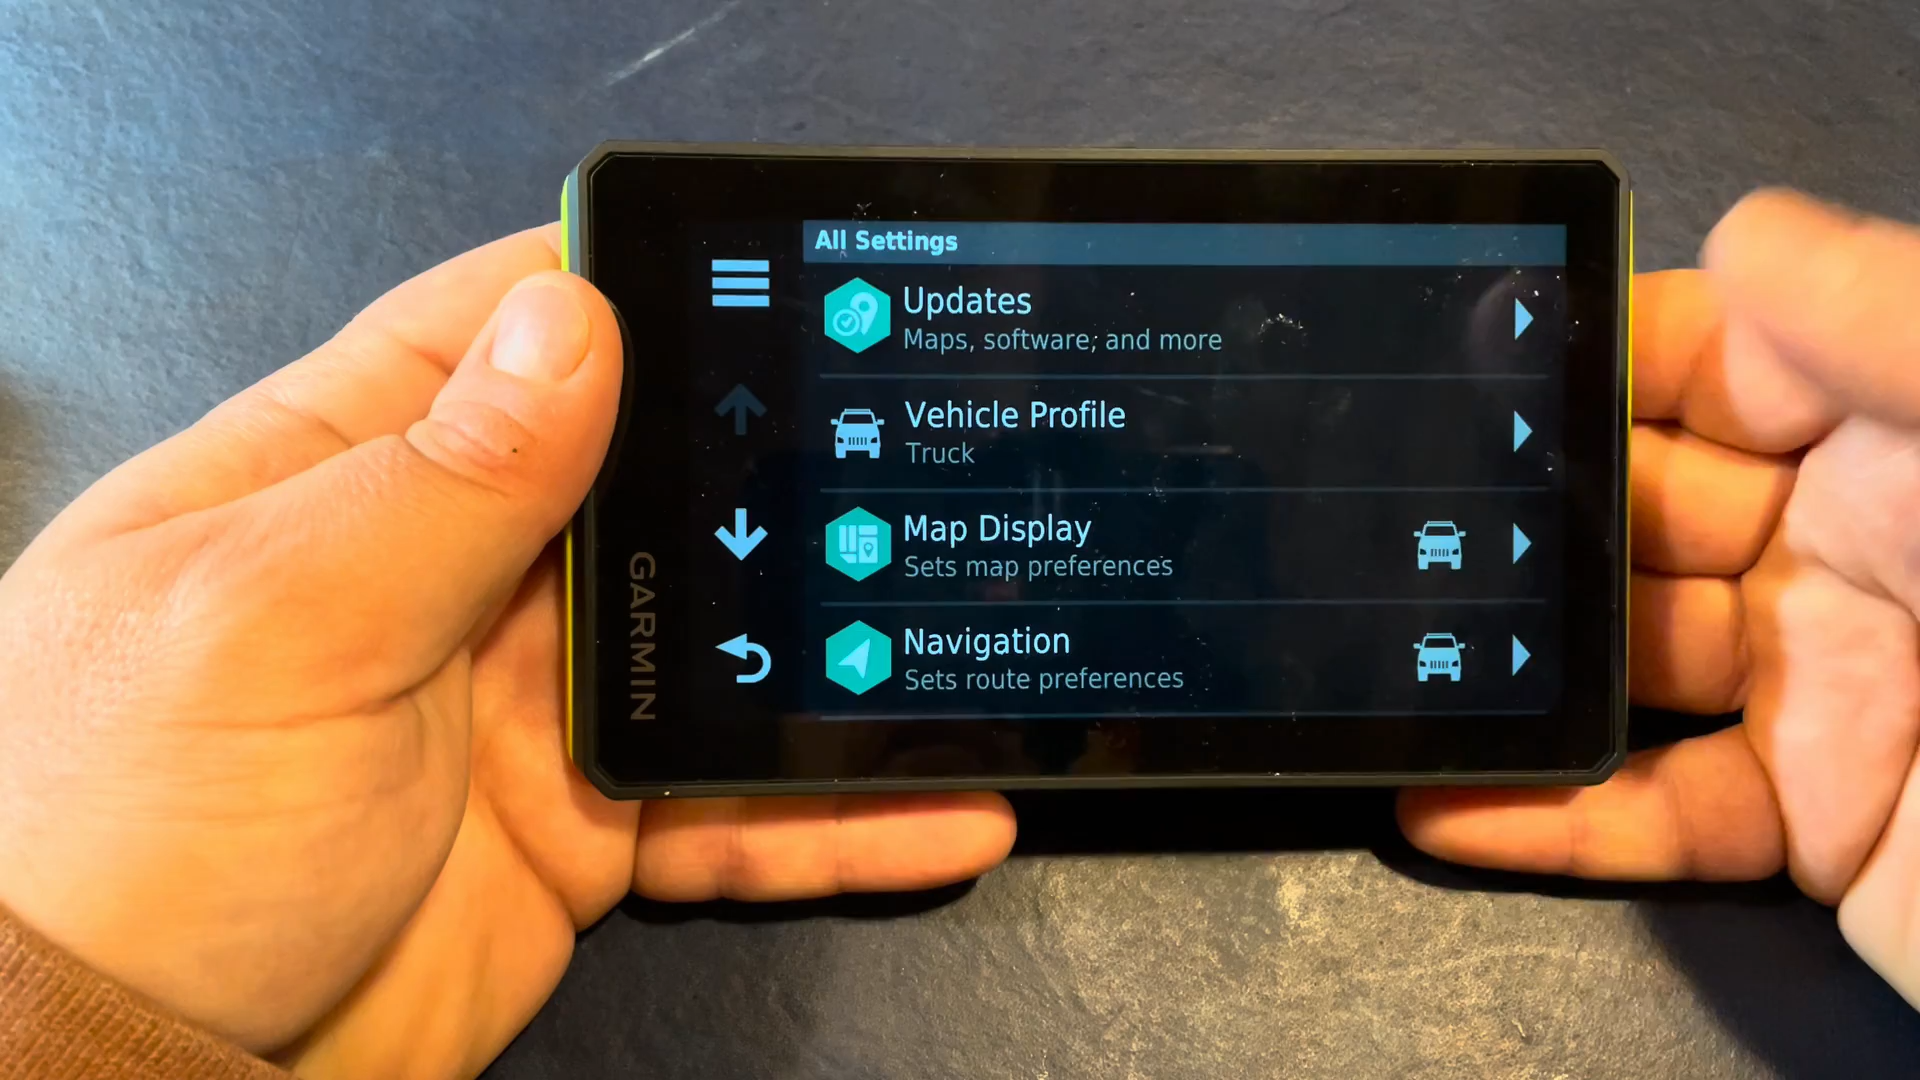 All Settings
Updates
Maps, software, and more
Vehicle Profile
Truck
Map Display
Sets map preferences
Navigation
Sets route preferences
GARMIN